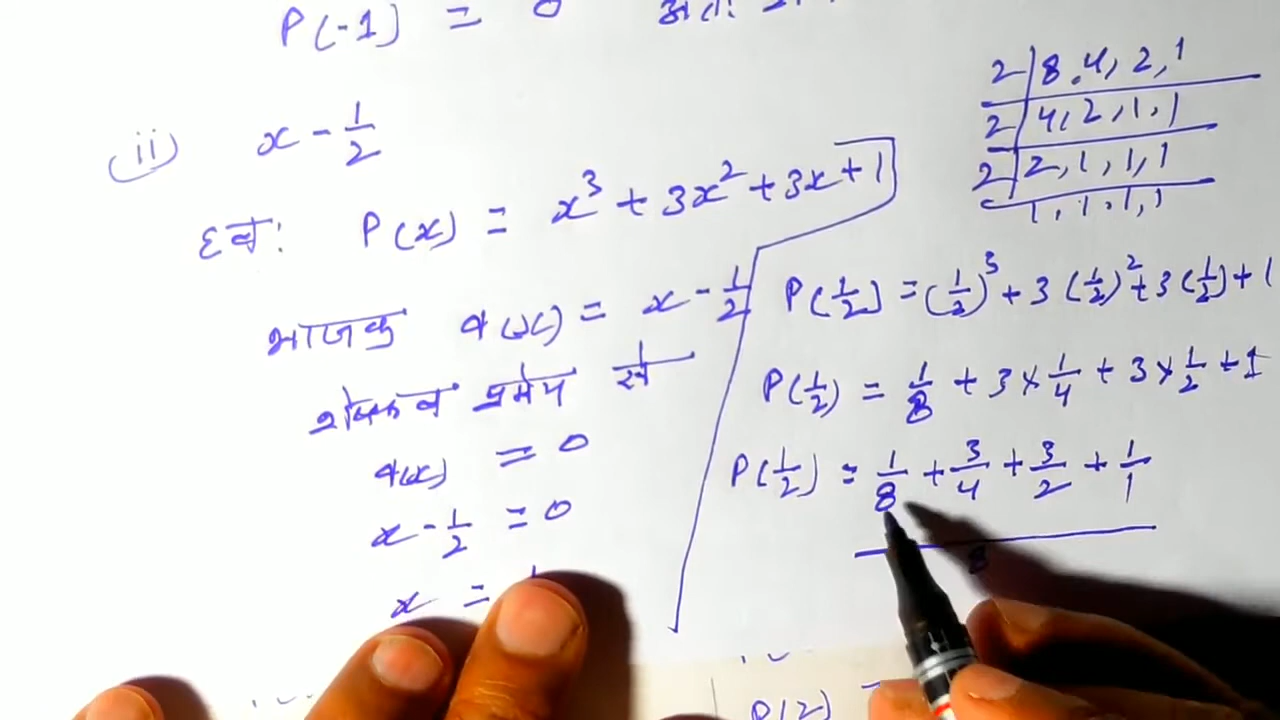 P(-1) = 0
(ii) x - 1/2
हल: P(x) = x³ + 3x² + 3x + 1
भाजक q(x) = x - 1/2
शेषफल प्रमेय से
q(x) = 0
x - 1/2 = 0
x =
2 | 8, 4, 2, 1
2 | 4, 2, 1, 1
2 | 2, 1, 1, 1
1, 1, 1, 1
P(1/2) = (1/2)³ + 3(1/2)² + 3(1/2) + 1
P(1/2) = 1/8 + 3 × 1/4 + 3 × 1/2 + 1
P(1/2) = 1/8 + 3/4 + 3/2 + 1/1
8
P(2)